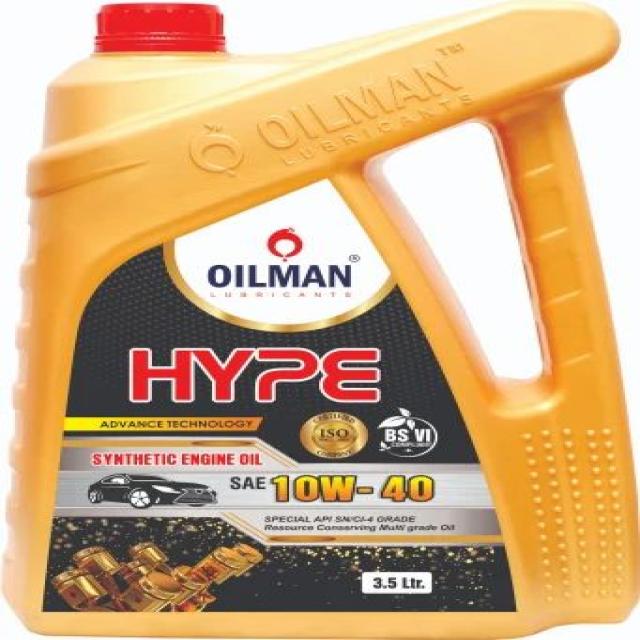 OILMAN TM
LUBRICANTS
OILMAN®
LUBRICANTS
HYPE
ADVANCE TECHNOLOGY
ISO
BS VI
SYNTHETIC ENGINE OIL
SAE 10W-40
SPECIAL API SN/CI-4 GRADE
Resource Conserving Multi grade Oil
3.5 Ltr.